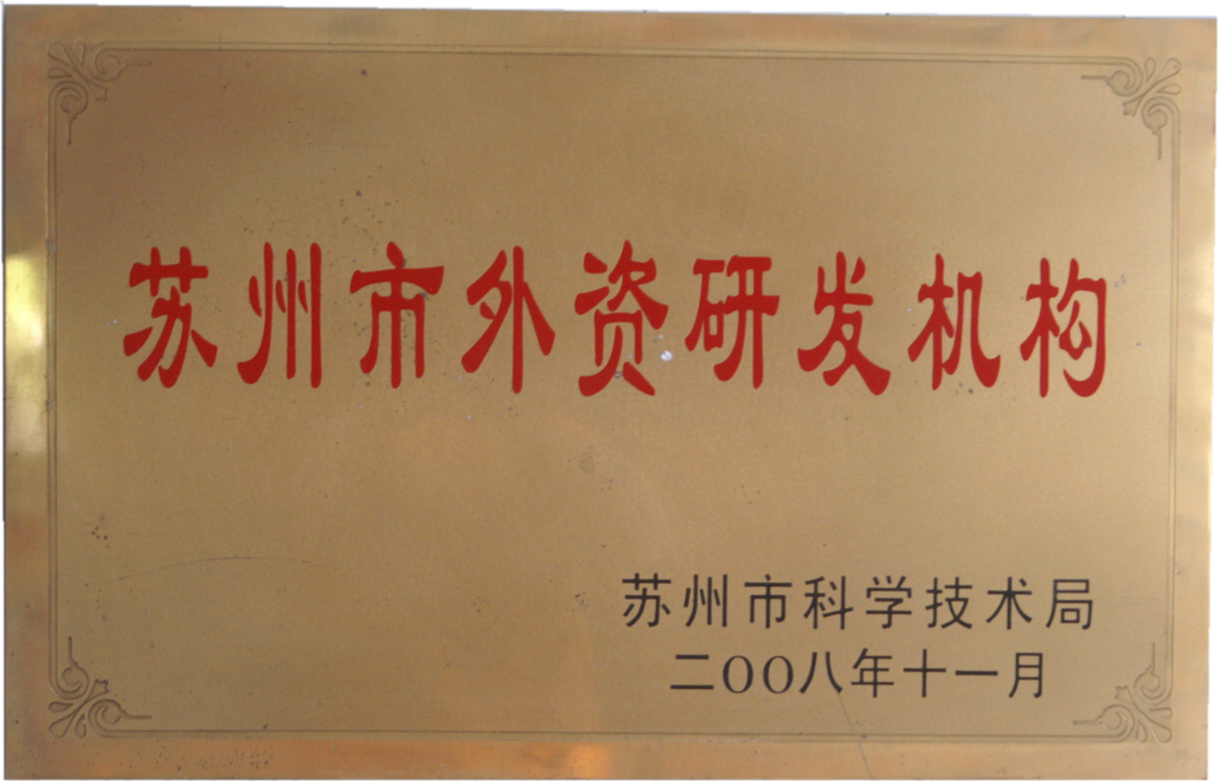 苏州市外资研发机构
苏州市科学技术局
二OO八年十一月